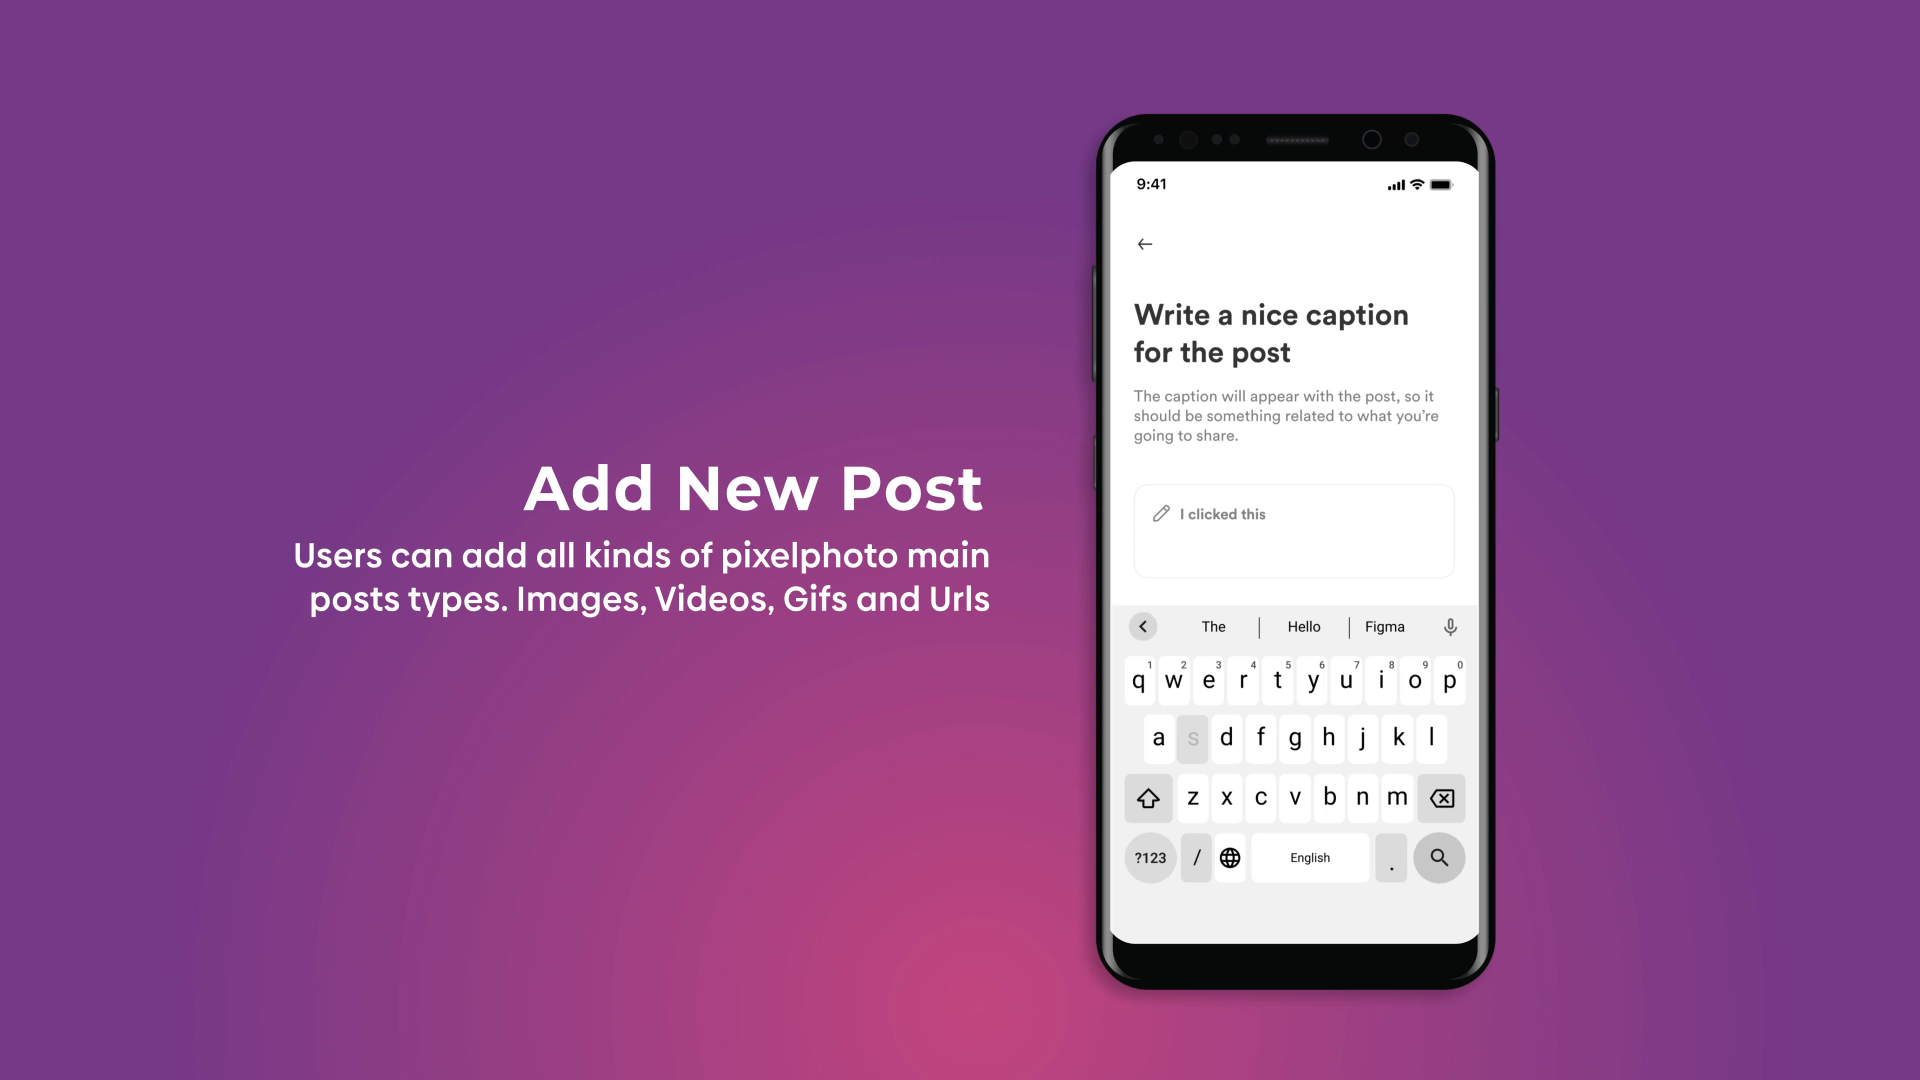 Add New Post
Users can add all kinds of pixelphoto main
posts types. Images, Videos, Gifs and Urls
9:41
Write a nice caption
for the post
The caption will appear with the post, so it
should be something related to what you’re
going to share.
I clicked this
The Hello Figma
1 2 3 4 5 6 7 8 9 0
q w e r t y u i o p
a s d f g h j k l
z x c v b n m
?123 / English .